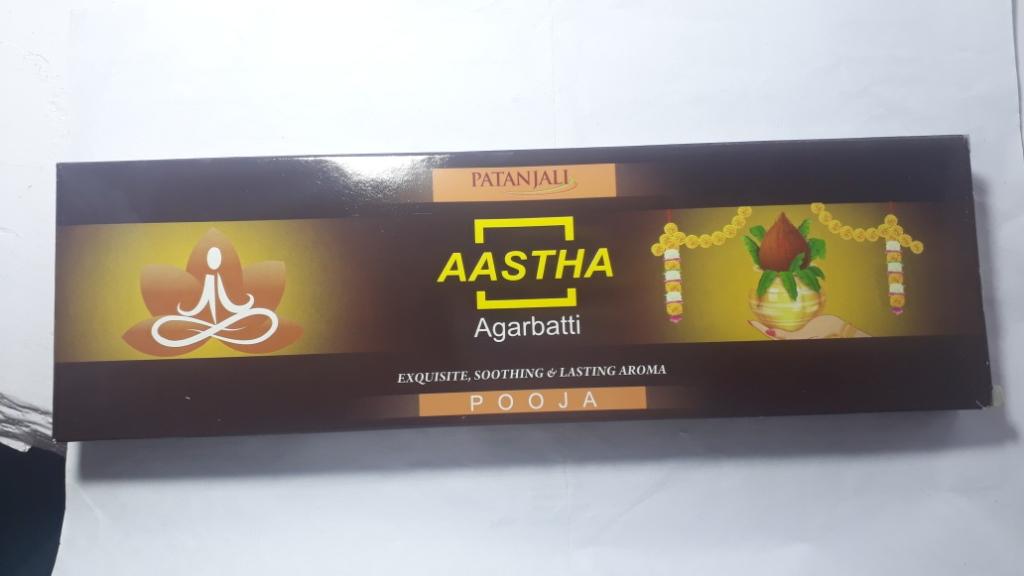 PATANJALI
AASTHA
Agarbatti
EXQUISITE, SOOTHING & LASTING AROMA
POOJA